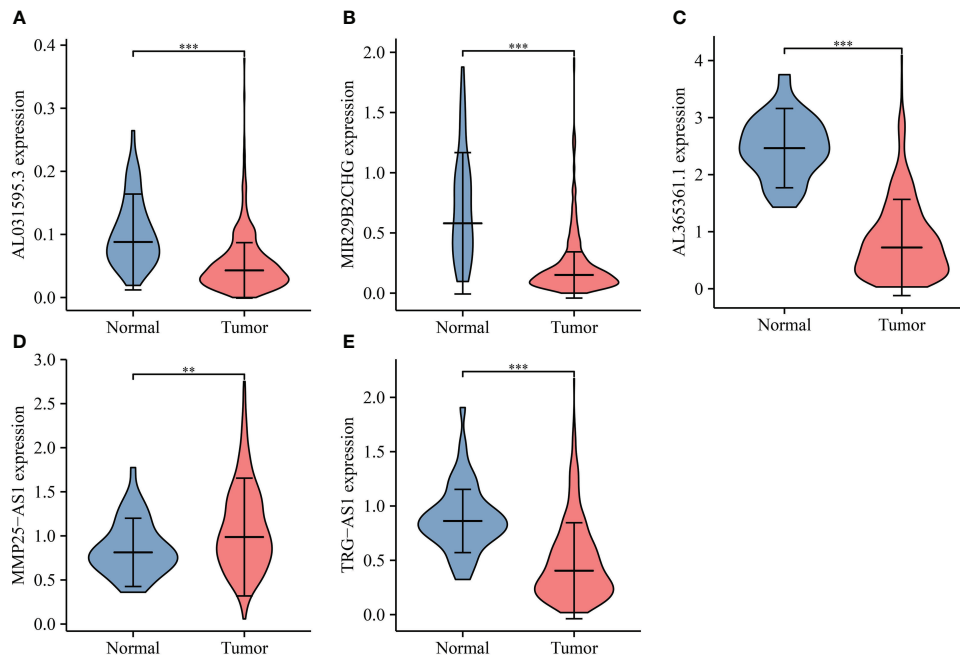 A
AL031595.3 expression
0.4
0.3
0.2
0.1
0.0
***
Normal Tumor
B
MIR29B2CHG expression
2.0
1.5
1.0
0.5
0.0
***
Normal Tumor
C
AL365361.1 expression
4
3
2
1
0
***
Normal Tumor
D
MMP25−AS1 expression
3.0
2.5
2.0
1.5
1.0
0.5
0.0
**
Normal Tumor
E
TRG−AS1 expression
2.0
1.5
1.0
0.5
0.0
***
Normal Tumor